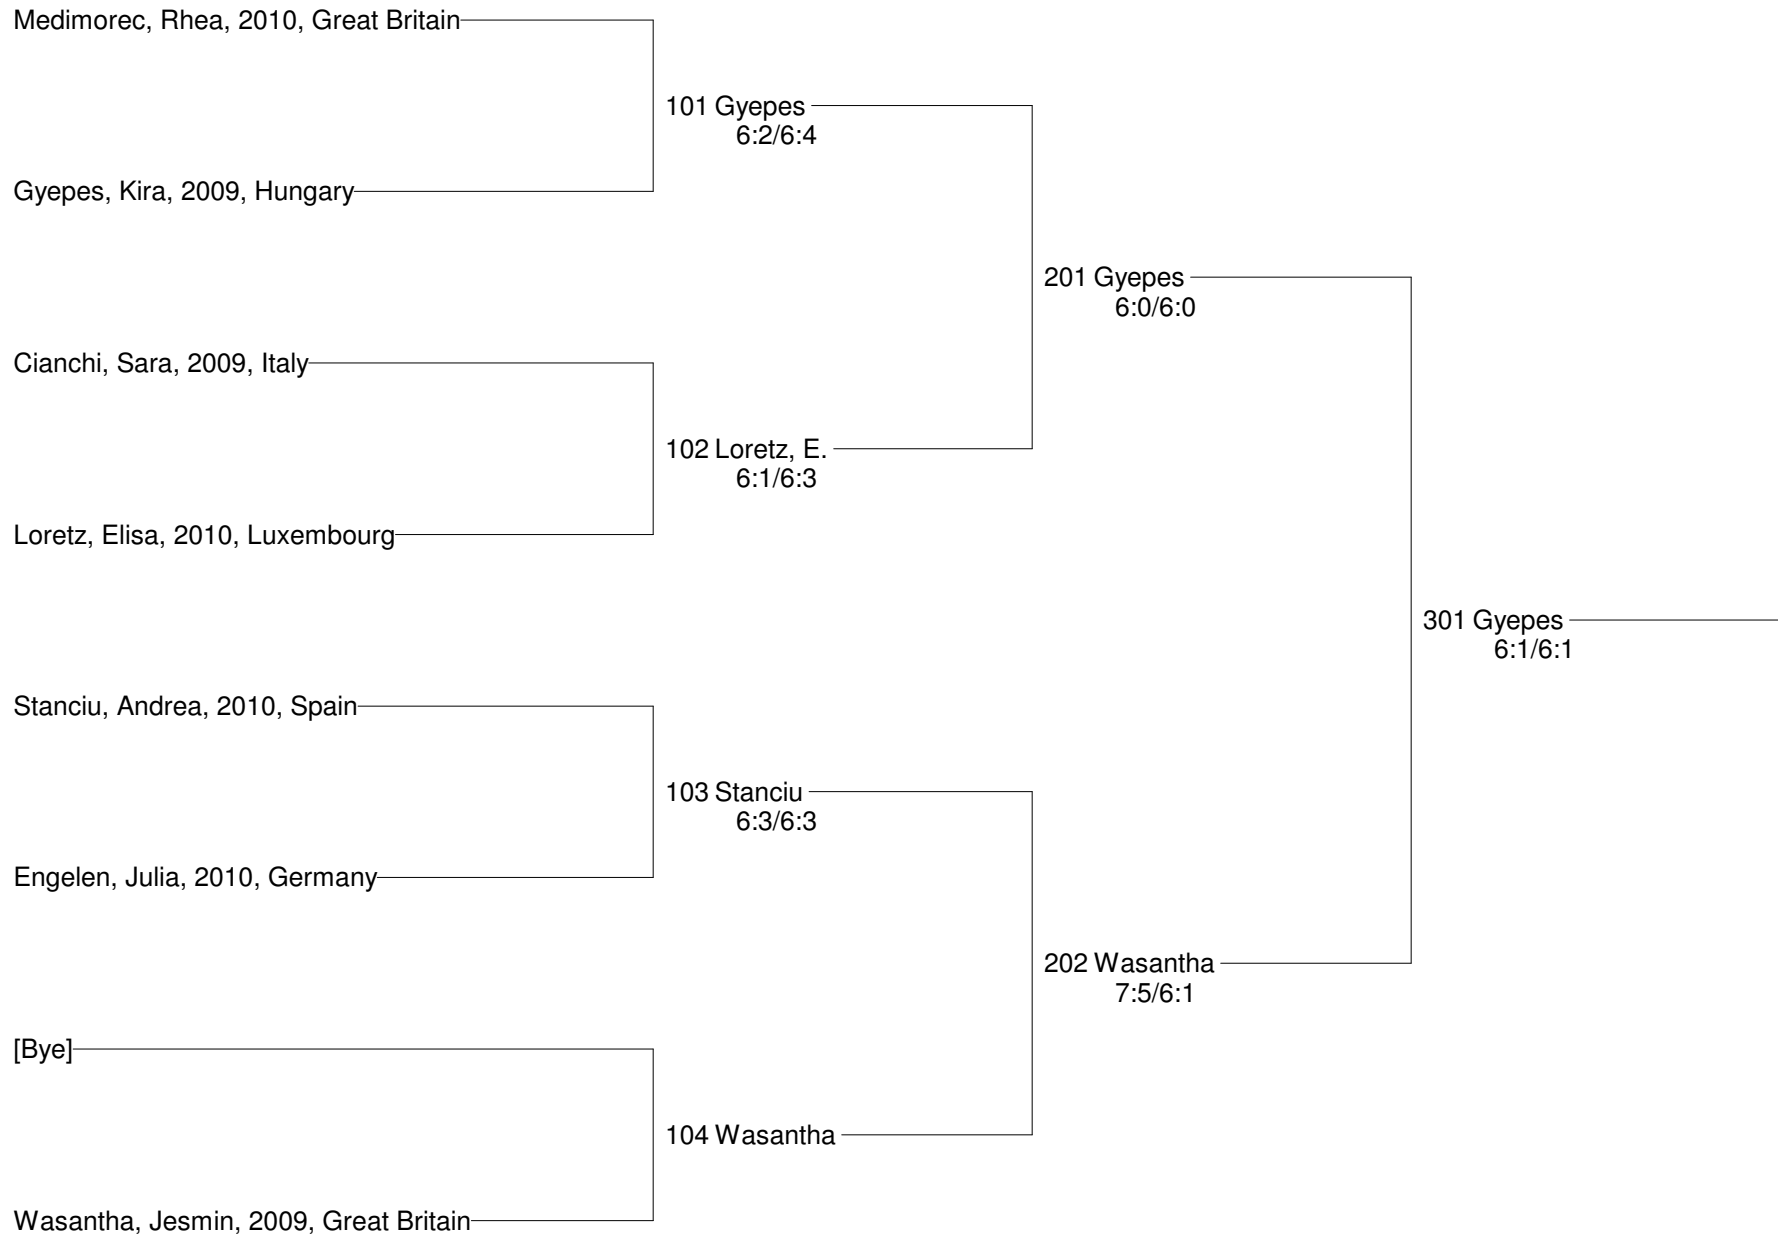 Medimorec, Rhea, 2010, Great Britain
101 Gyepes
6:2/6:4
Gyepes, Kira, 2009, Hungary
201 Gyepes
6:0/6:0
Cianchi, Sara, 2009, Italy
102 Loretz, E.
6:1/6:3
Loretz, Elisa, 2010, Luxembourg
301 Gyepes
6:1/6:1
Stanciu, Andrea, 2010, Spain
103 Stanciu
6:3/6:3
Engelen, Julia, 2010, Germany
202 Wasantha
7:5/6:1
[Bye]
104 Wasantha
Wasantha, Jesmin, 2009, Great Britain